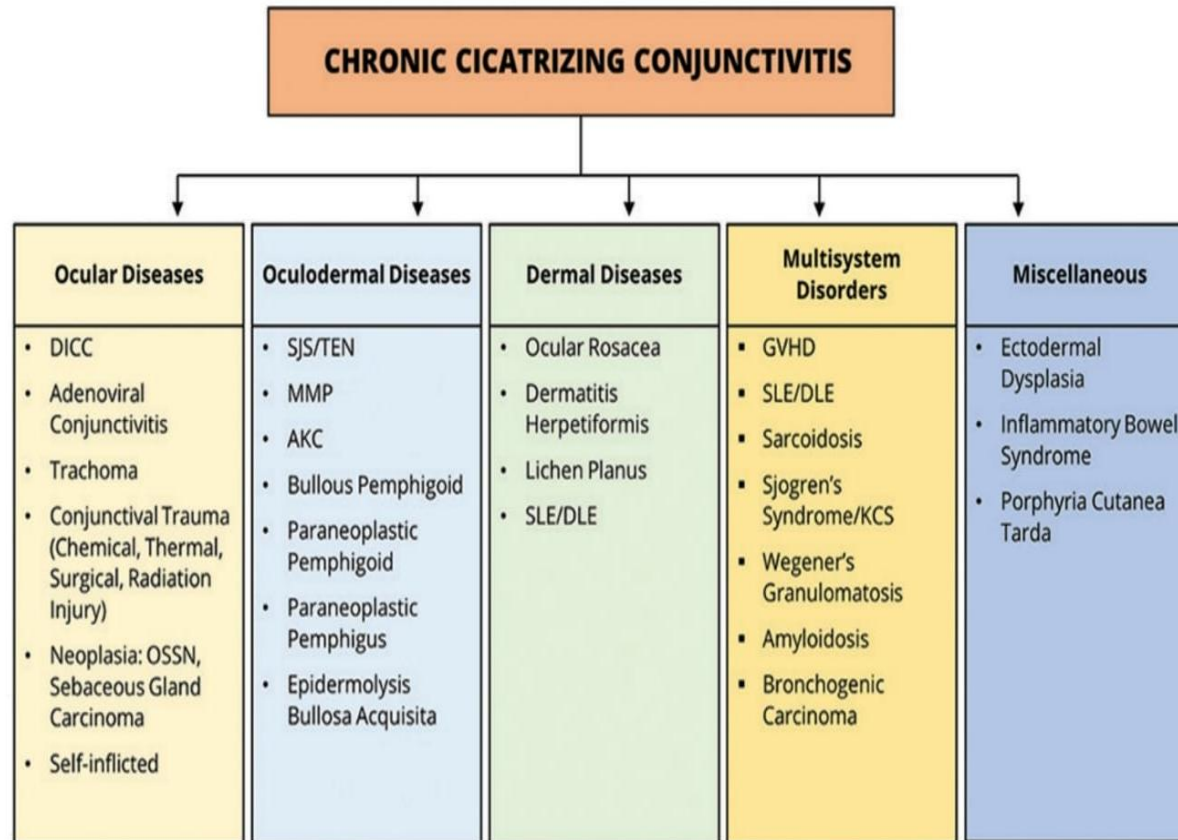 CHRONIC CICATRIZING CONJUNCTIVITIS
Ocular Diseases
• DICC
• Adenoviral
Conjunctivitis
• Trachoma
• Conjunctival Trauma
(Chemical, Thermal,
Surgical, Radiation
Injury)
• Neoplasia: OSSN,
Sebaceous Gland
Carcinoma
• Self-inflicted
Oculodermal Diseases
• SJS/TEN
• MMP
• AKC
• Bullous Pemphigoid
• Paraneoplastic
Pemphigoid
• Paraneoplastic
Pemphigus
• Epidermolysis
Bullosa Acquisita
Dermal Diseases
• Ocular Rosacea
• Dermatitis
Herpetiformis
• Lichen Planus
• SLE/DLE
Multisystem
Disorders
▪ GVHD
▪ SLE/DLE
▪ Sarcoidosis
▪ Sjogren's
Syndrome/KCS
▪ Wegener's
Granulomatosis
▪ Amyloidosis
▪ Bronchogenic
Carcinoma
Miscellaneous
• Ectodermal
Dysplasia
• Inflammatory Bowel
Syndrome
• Porphyria Cutanea
Tarda